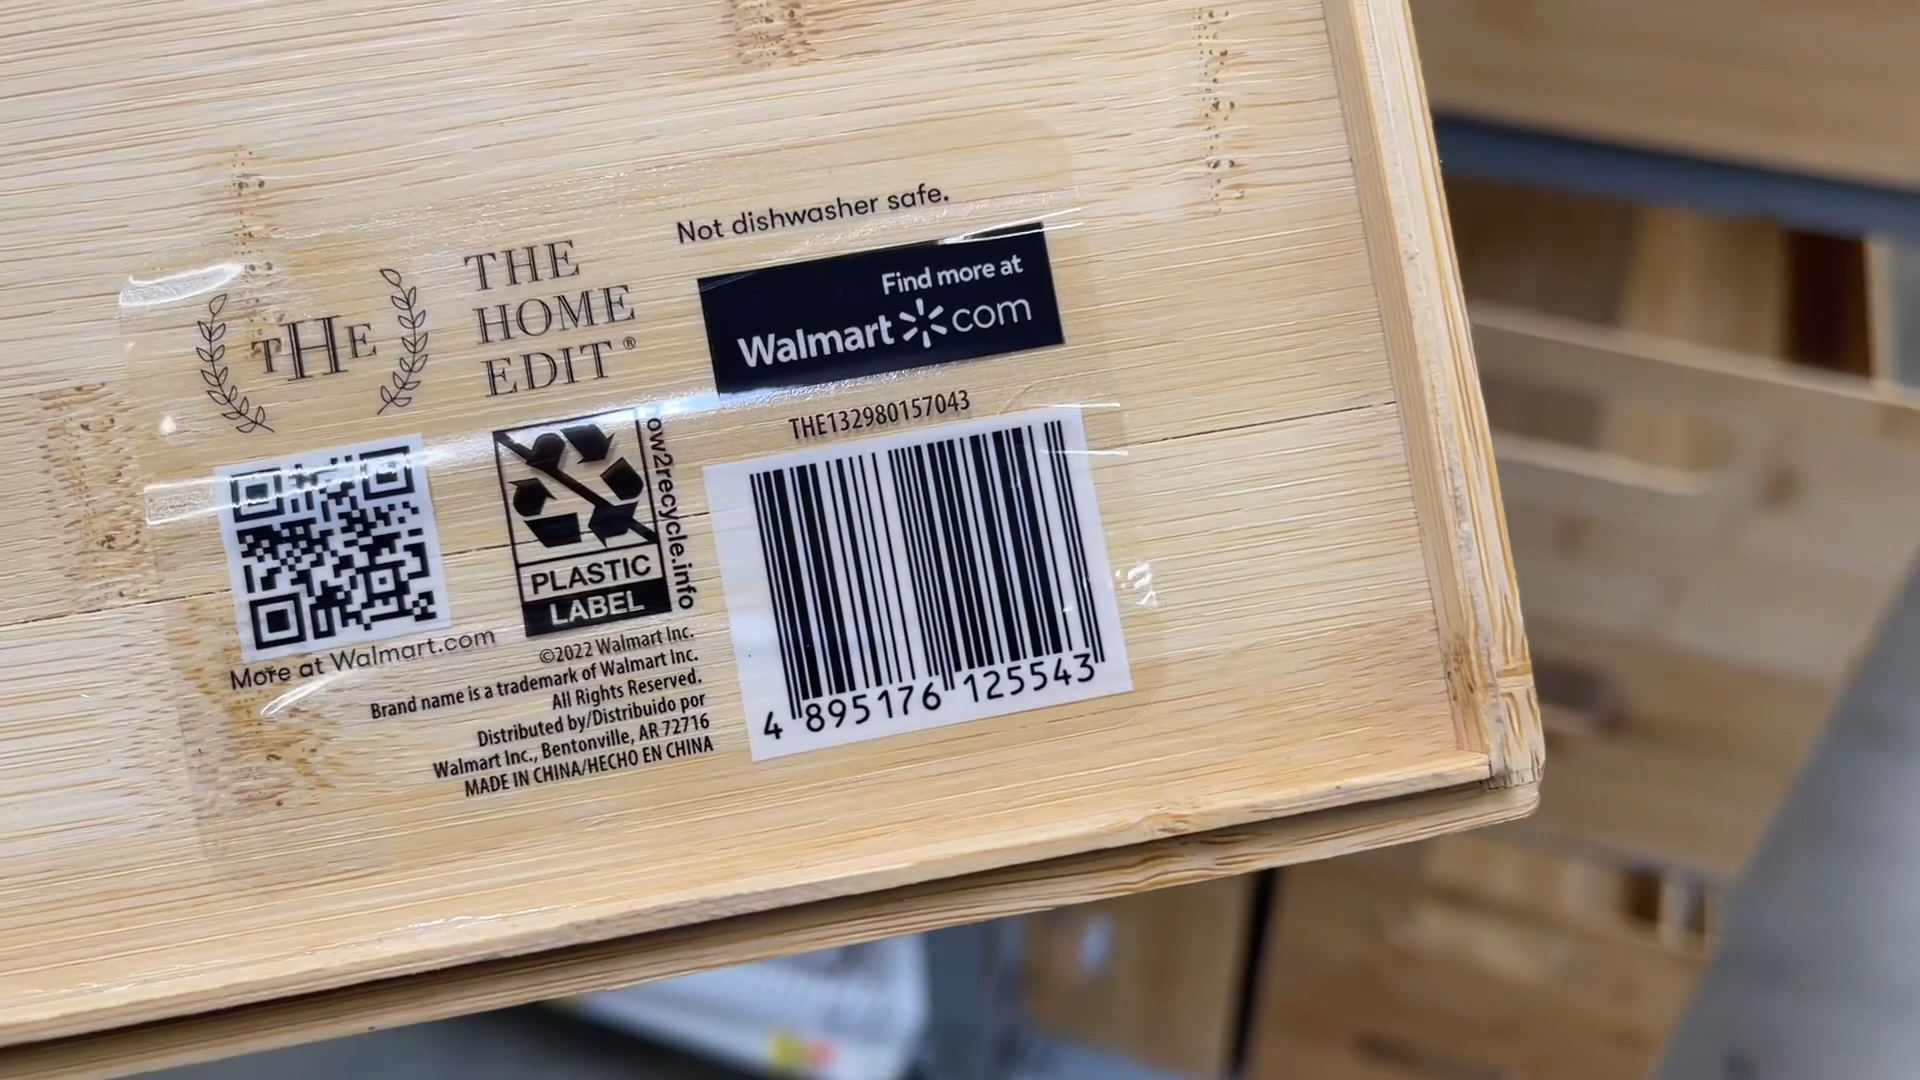 Not dishwasher safe.
THE
THE
HOME
EDIT®
Find more at
Walmart com
THE132980157043
ow2recycle.info
PLASTIC
LABEL
More at Walmart.com
©2022 Walmart Inc.
Brand name is a trademark of Walmart Inc.
All Rights Reserved.
Distributed by/Distribuido por
Walmart Inc., Bentonville, AR 72716
MADE IN CHINA/HECHO EN CHINA
4 895176 125543